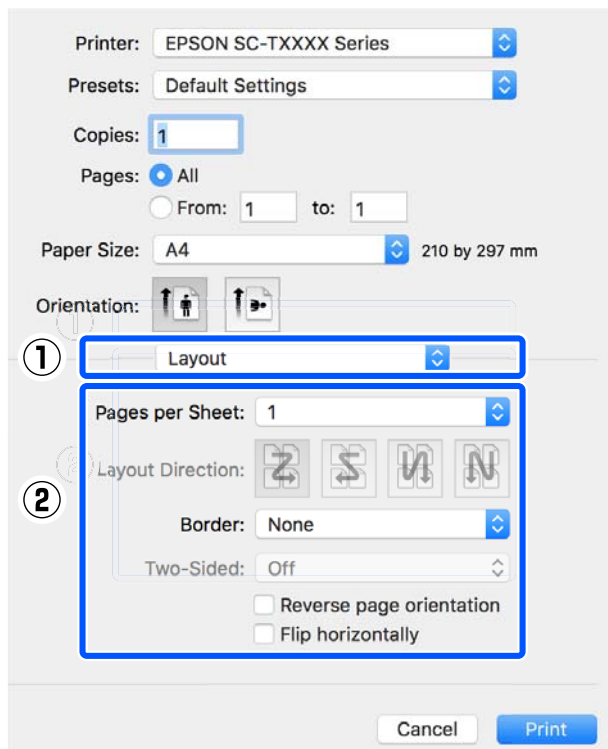 Printer: EPSON SC-TXXXX Series
Presets: Default Settings
Copies: 1
Pages: All
From: 1 to: 1
Paper Size: A4 210 by 297 mm
Orientation:
① Layout
Pages per Sheet: 1
② Layout Direction:
Border: None
Two-Sided: Off
Reverse page orientation
Flip horizontally
Cancel Print